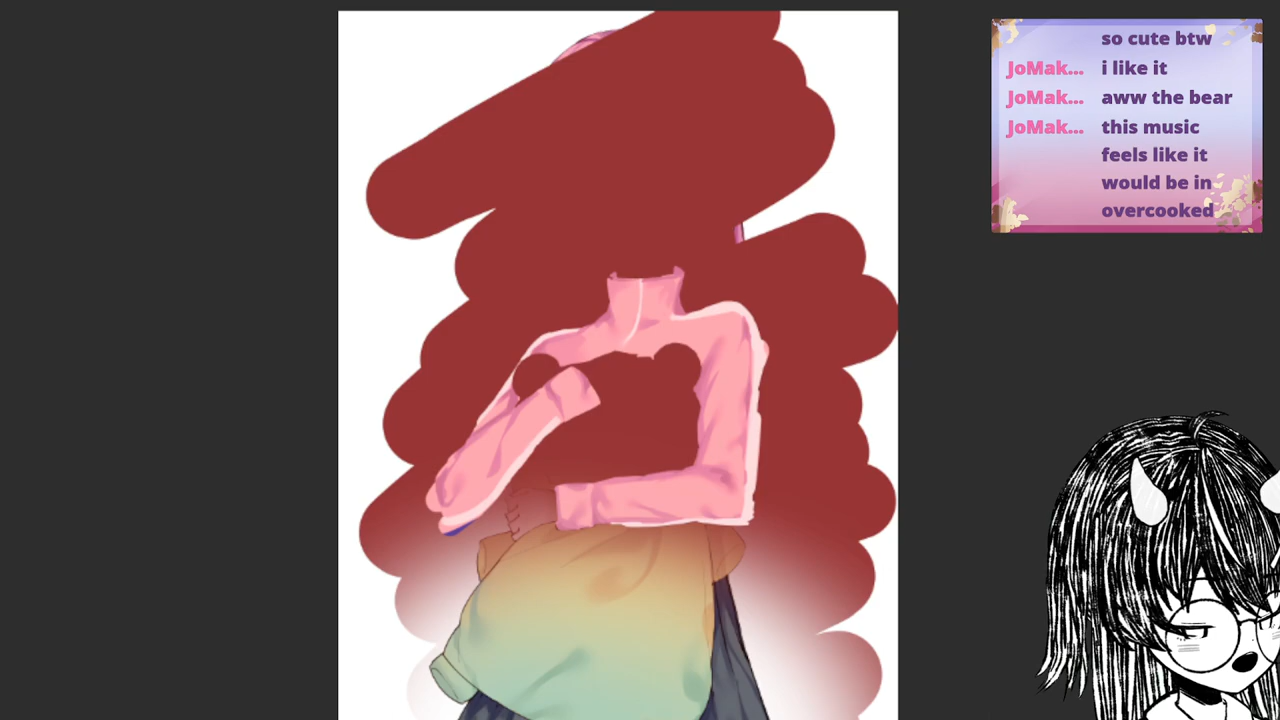 so cute btw
JoMak... i like it
JoMak... aww the bear
JoMak... this music
feels like it
would be in
overcooked